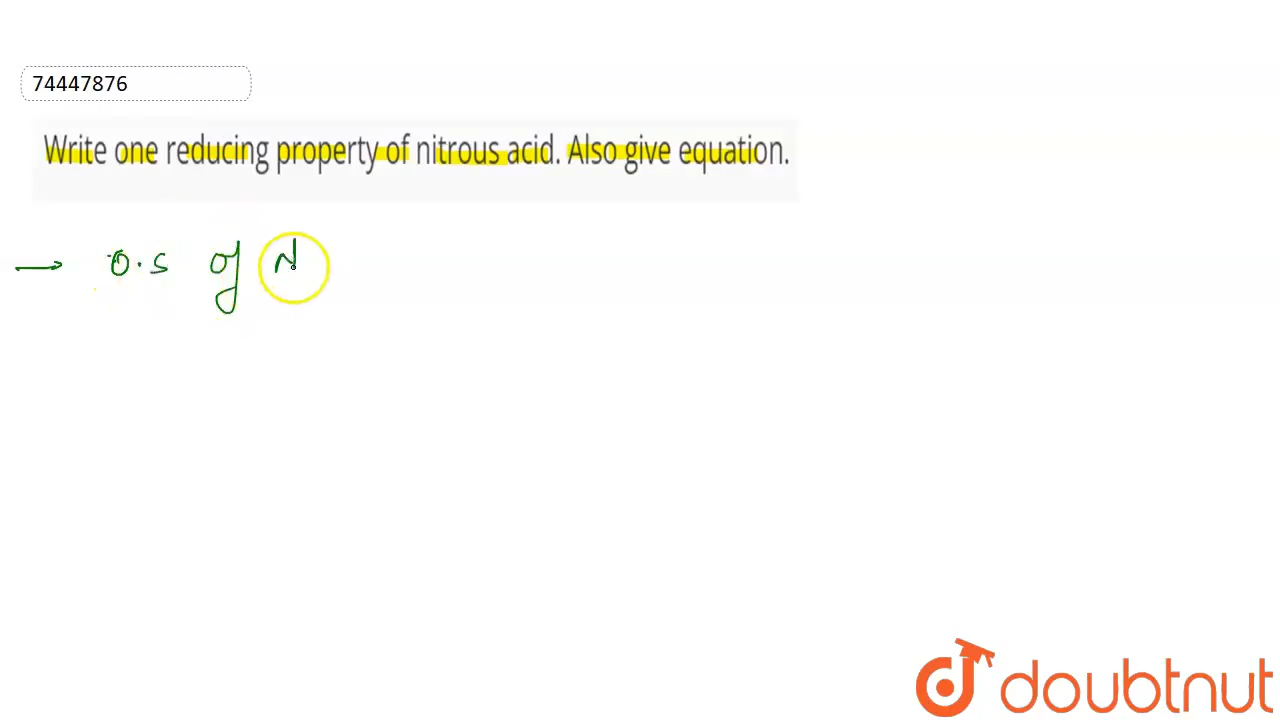 74447876
Write one reducing property of nitrous acid. Also give equation.
→ O.S of N
doubtnut